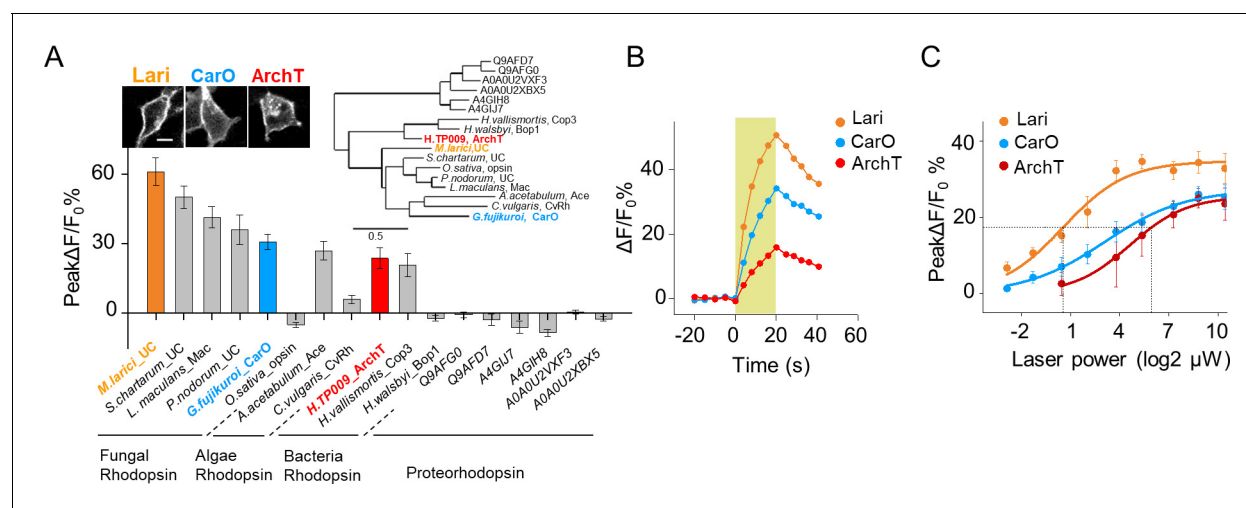 A
Lari CarO ArchT
Peak∆F/F0%
60
30
0
Q9AFD7
Q9AFG0
A0A0U2VXF3
A0A0U2XBX5
A4GIH8
A4GIJ7
H.vallismortis, Cop3
H.walsbyi, Bop1
H.TP009, ArchT
M.larici,UC
S.chartarum, UC
O.sativa, opsin
P.nodorum, UC
L.maculans, Mac
A.acetabulum, Ace
C.vulgaris, CvRh
G.fujikuroi, CarO
0.5
M.larici_UC
S.chartarum_UC
L. maculans_Mac
P.nodorum_UC
G.fujikuroi_CarO
O.sativa_opsin
A.acetabulum_Ace
C.vulgaris_CvRh
H.TP009_ArchT
H.vallismortis_Cop3
H.walsbyi_Bop1
Q9AFG0
Q9AFD7
A4GIJ7
A4GIH8
A0A0U2VXF3
A0A0U2XBX5
Fungal
Rhodopsin
Algae
Rhodopsin
Bacteria
Rhodopsin
Proteorhodopsin
B
Lari
CarO
ArchT
∆F/F0%
40
20
0
-20 0 20 40 60
Time (s)
C
Lari
CarO
ArchT
Peak∆F/F0 %
40
20
0
-2 1 4 7 10
Laser power (log2 µW)